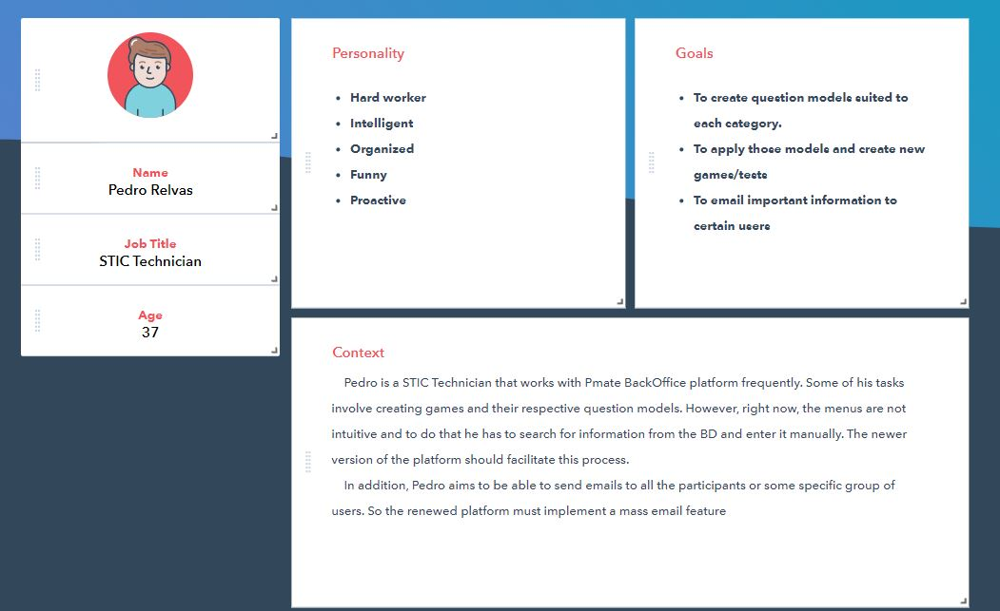 Name
Pedro Relvas
Job Title
STIC Technician
Age
37
Personality
Hard worker
Intelligent
Organized
Funny
Proactive
Goals
To create question models suited to
each category.
To apply those models and create new
games/tests
To email important information to
certain users
Context
Pedro is a STIC Technician that works with Pmate BackOffice platform frequently. Some of his tasks
involve creating games and their respective question models. However, right now, the menus are not
intuitive and to do that he has to search for information from the BD and enter it manually. The newer
version of the platform should facilitate this process.
In addition, Pedro aims to be able to send emails to all the participants or some specific group of
users. So the renewed platform must implement a mass email feature